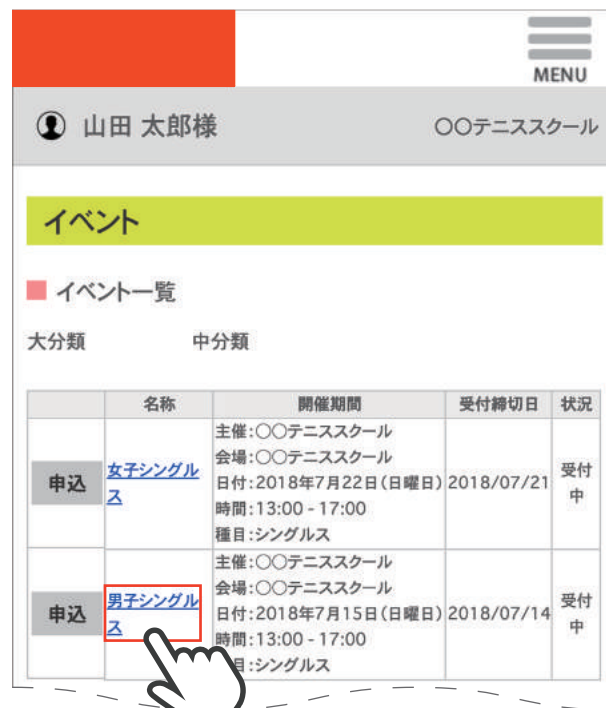 MENU
山田 太郎様
〇〇テニススクール
イベント
イベント一覧
大分類 中分類
名称 開催期間 受付締切日 状況
申込
女子シングル
ス
主催:〇〇テニススクール
会場:〇〇テニススクール
日付:2018年7月22日(日曜日)
時間:13:00 - 17:00
種目:シングルス
2018/07/21
受付
中
申込
男子シングル
ス
主催:〇〇テニススクール
会場:〇〇テニススクール
日付:2018年7月15日(日曜日)
時間:13:00 - 17:00
目:シングルス
2018/07/14
受付
中